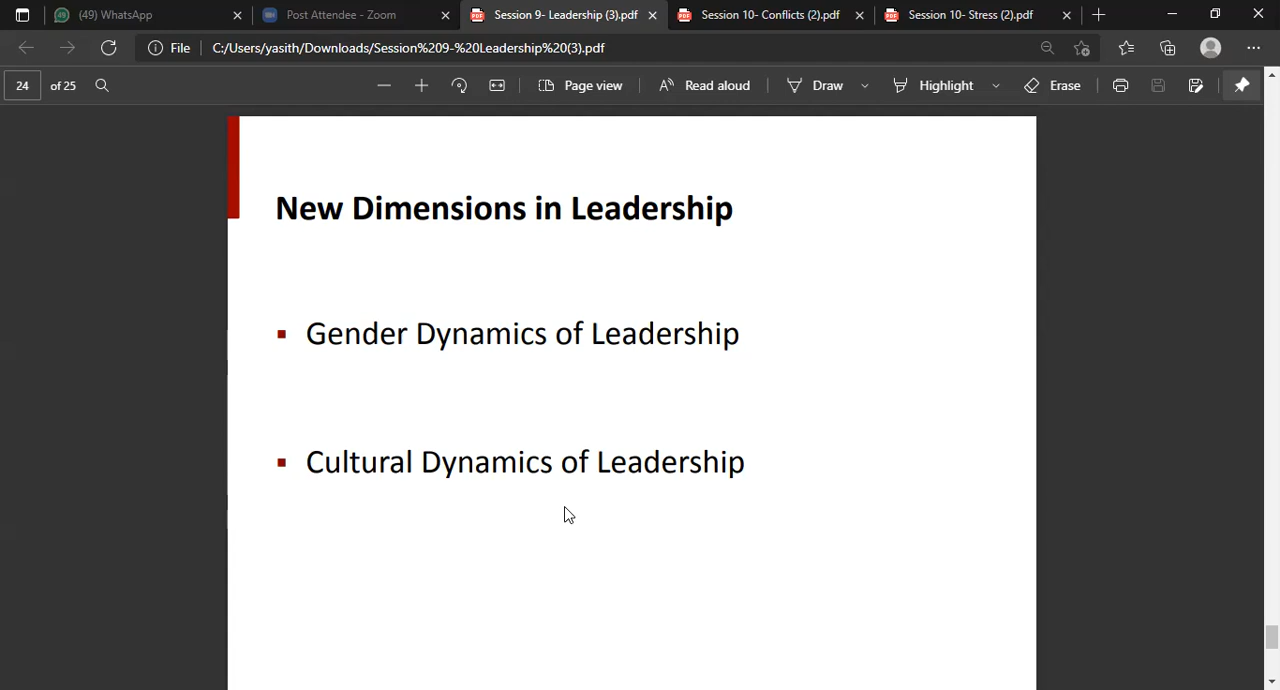 (49) WhatsApp
Post Attendee - Zoom
Session 9- Leadership (3).pdf
Session 10- Conflicts (2).pdf
Session 10- Stress (2).pdf
File
C:/Users/yasith/Downloads/Session%209-%20Leadership%20(3).pdf
24 of 25
Page view
Read aloud
Draw
Highlight
Erase
New Dimensions in Leadership
▪ Gender Dynamics of Leadership
▪ Cultural Dynamics of Leadership